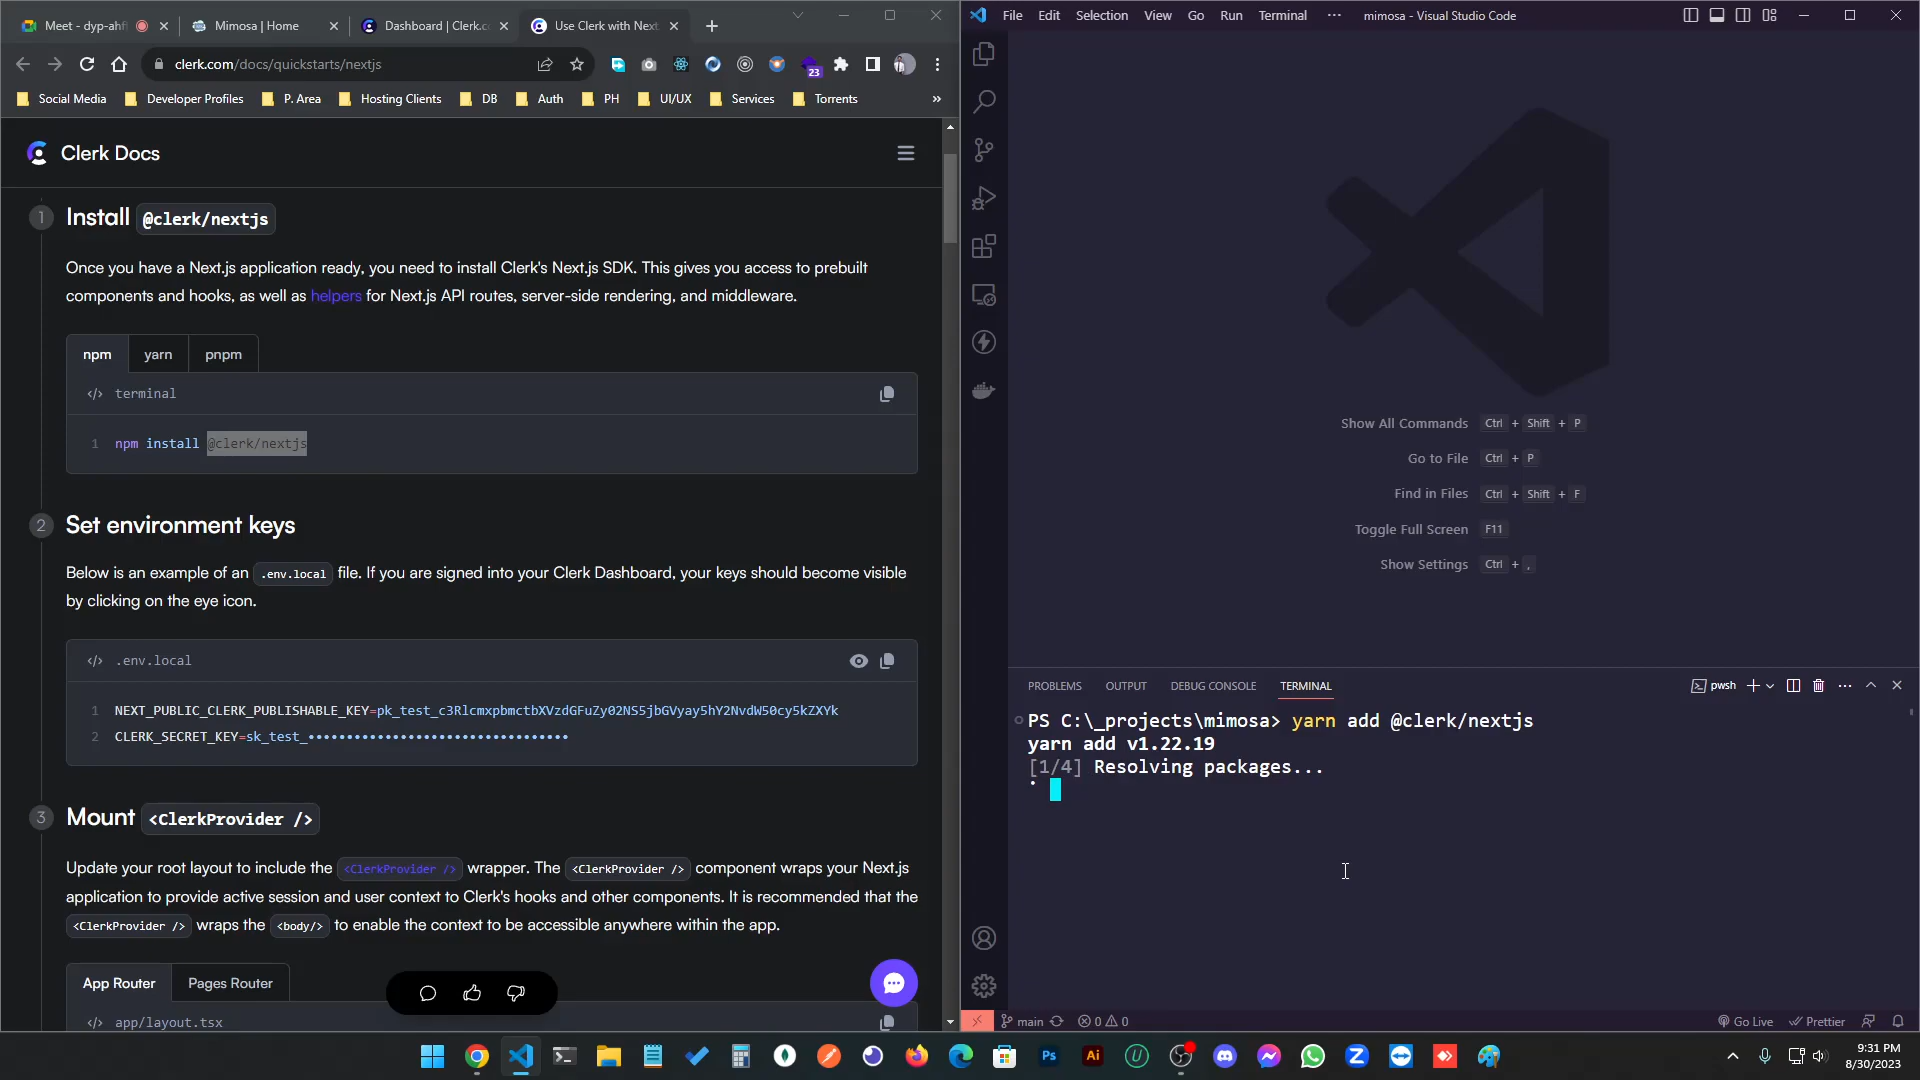 Meet - dyp-ahf
Mimosa | Home
Dashboard | Clerk.c
Use Clerk with Next
clerk.com/docs/quickstarts/nextjs
23
Social Media
Developer Profiles
P. Area
Hosting Clients
DB
Auth
PH
UI/UX
Services
Torrents
»
Clerk Docs
1
Install @clerk/nextjs
Once you have a Next.js application ready, you need to install Clerk's Next.js SDK. This gives you access to prebuilt
components and hooks, as well as helpers for Next.js API routes, server-side rendering, and middleware.
npm
yarn
pnpm
</> terminal
1 npm install @clerk/nextjs
2
Set environment keys
Below is an example of an .env.local file. If you are signed into your Clerk Dashboard, your keys should become visible
by clicking on the eye icon.
</> .env.local
1 NEXT_PUBLIC_CLERK_PUBLISHABLE_KEY=pk_test_c3RlcmxpbmctbXVzdGFuZy02NS5jbGVyay5hY2NvdW50cy5kZXYk
2 CLERK_SECRET_KEY=sk_test_•••••••••••••••••••••••••••••••••
3
Mount <ClerkProvider />
Update your root layout to include the <ClerkProvider /> wrapper. The <ClerkProvider /> component wraps your Next.js
application to provide active session and user context to Clerk's hooks and other components. It is recommended that the
<ClerkProvider /> wraps the <body/> to enable the context to be accessible anywhere within the app.
App Router
Pages Router
</> app/layout.tsx
File
Edit
Selection
View
Go
Run
Terminal
···
mimosa - Visual Studio Code
Show All Commands Ctrl + Shift + P
Go to File Ctrl + P
Find in Files Ctrl + Shift + F
Toggle Full Screen F11
Show Settings Ctrl + ,
PROBLEMS
OUTPUT
DEBUG CONSOLE
TERMINAL
pwsh
PS C:\_projects\mimosa> yarn add @clerk/nextjs
yarn add v1.22.19
[1/4] Resolving packages...
main
0
0
Go Live
Prettier
Ps
Ai
9:31 PM
8/30/2023